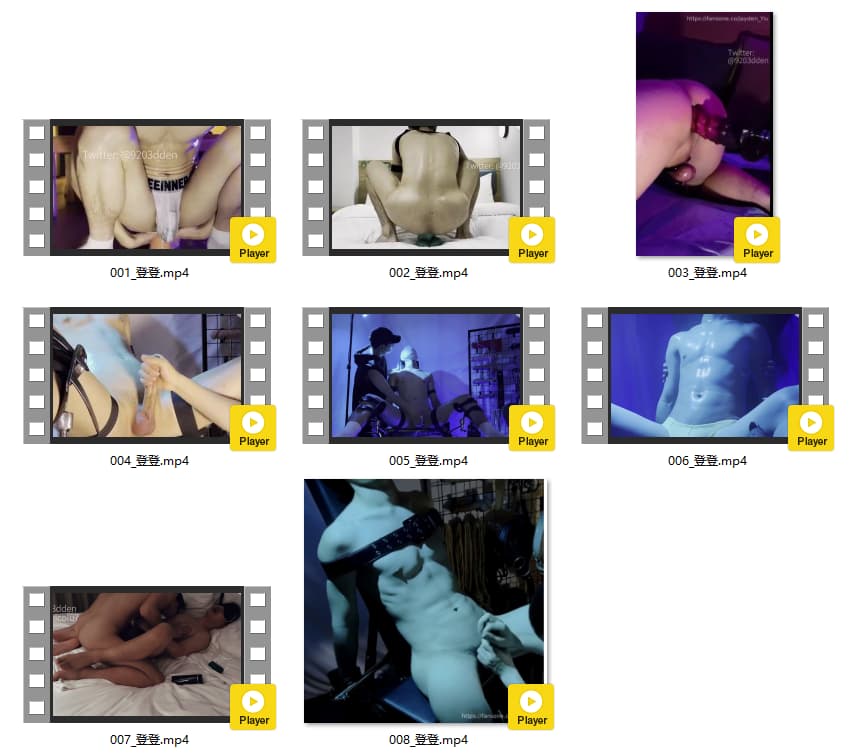 https://fansone.co/jayden_Yiu
Twitter:
@9203dden
Twitter: @9203dden
EEINNER
Twitter: @920
Player
001_登登.mp4
Player
002_登登.mp4
Player
003_登登.mp4
Player
004_登登.mp4
Player
005_登登.mp4
Player
006_登登.mp4
3dden
Player
007_登登.mp4
https://fansone.c
Player
008_登登.mp4